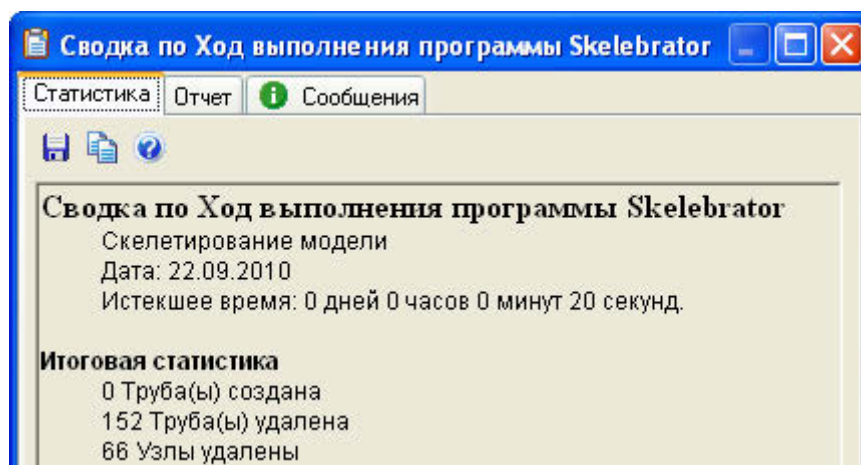 Сводка по Ход выполнения программы Skelebrator
Статистика Отчет Сообщения
Сводка по Ход выполнения программы Skelebrator
Скелетирование модели
Дата: 22.09.2010
Истекшее время: 0 дней 0 часов 0 минут 20 секунд.
Итоговая статистика
0 Труба(ы) создана
152 Труба(ы) удалена
66 Узлы удалены